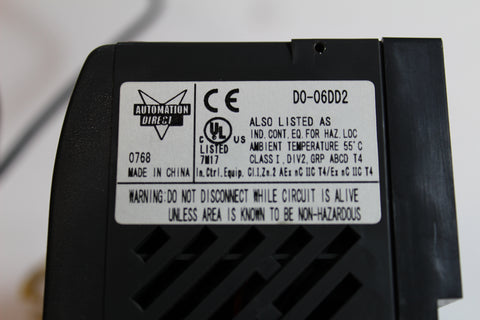 AUTOMATION
DIRECT
CE
D0-06DD2
C UL US
LISTED
7M17
ALSO LISTED AS
IND. CONT. EQ. FOR HAZ. LOC
AMBIENT TEMPERATURE 55°C
CLASS I, DIV2, GRP ABCD T4
0768
MADE IN CHINA
In.Ctrl.Equip. Cl.I,Zn.2 AEx nC IIC T4/Ex nC IIC T4
WARNING: DO NOT DISCONNECT WHILE CIRCUIT IS ALIVE
UNLESS AREA IS KNOWN TO BE NON-HAZARDOUS